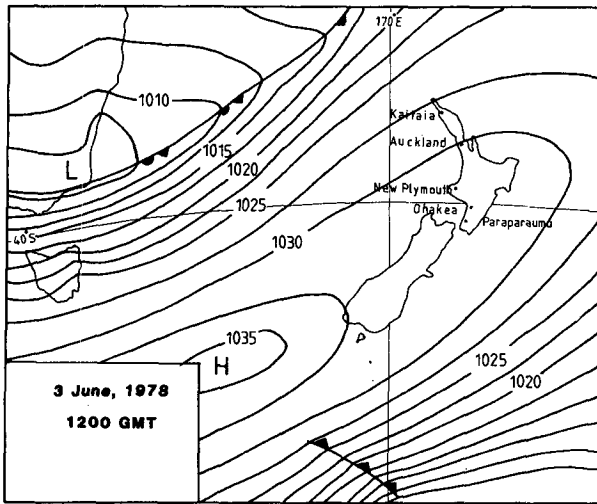 170°E
1010
Kaitaia
Auckland
1015
L
1020
New Plymouth
1025
Ohakea
Paraparaumu
40°S
1030
1035
H
1025
1020
3 June, 1978
1200 GMT